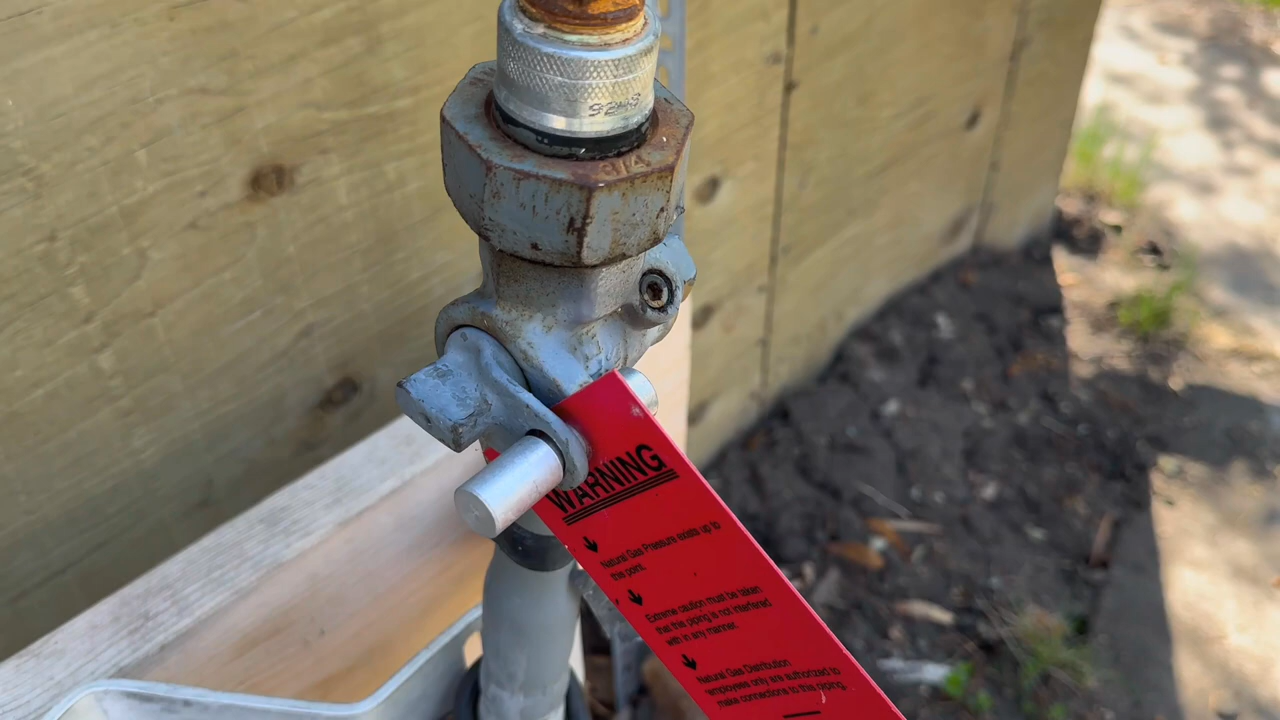 3/4
WARNING
Natural Gas Pressure exists up to
this point.
Extreme caution must be taken
that this piping is not interfered
with in any manner.
Natural Gas Distribution
employees only are authorized to
make connections to this piping.